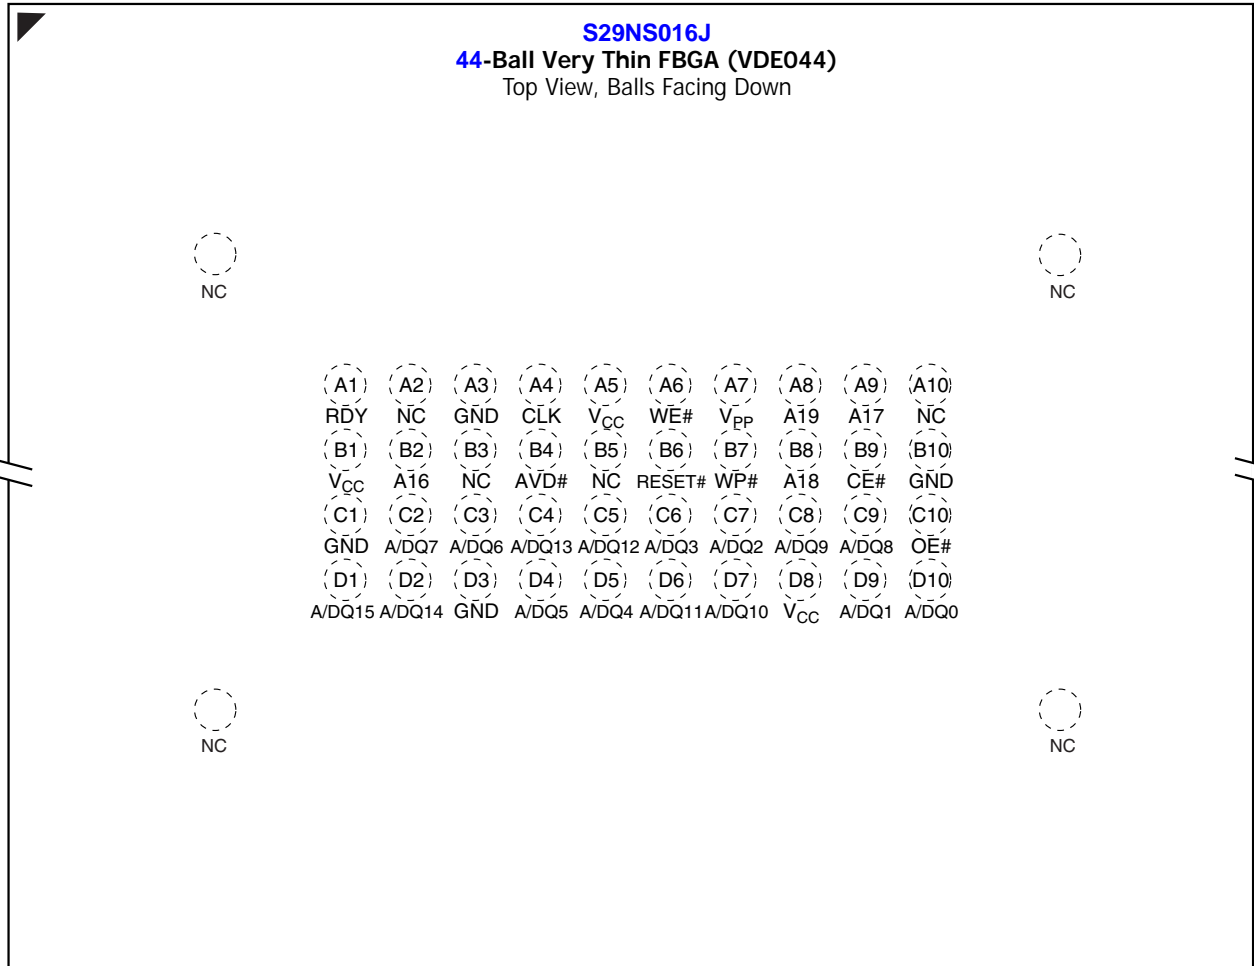 S29NS016J
44-Ball Very Thin FBGA (VDE044)
Top View, Balls Facing Down
NC NC
A1 A2 A3 A4 A5 A6 A7 A8 A9 A10
RDY NC GND CLK VCC WE# VPP A19 A17 NC
B1 B2 B3 B4 B5 B6 B7 B8 B9 B10
VCC A16 NC AVD# NC RESET# WP# A18 CE# GND
C1 C2 C3 C4 C5 C6 C7 C8 C9 C10
GND A/DQ7 A/DQ6 A/DQ13 A/DQ12 A/DQ3 A/DQ2 A/DQ9 A/DQ8 OE#
D1 D2 D3 D4 D5 D6 D7 D8 D9 D10
A/DQ15 A/DQ14 GND A/DQ5 A/DQ4 A/DQ11 A/DQ10 VCC A/DQ1 A/DQ0
NC NC